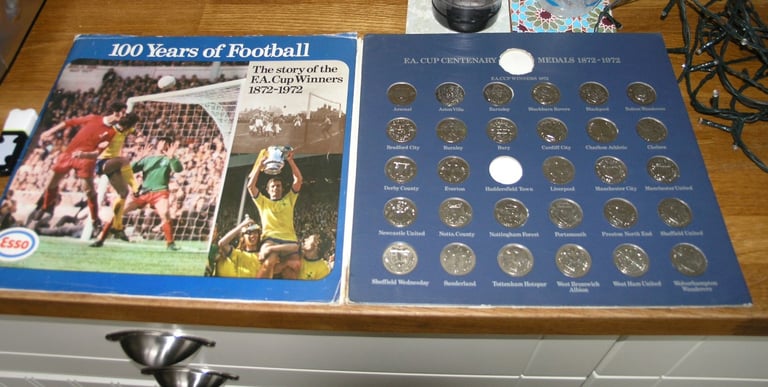 100 Years of Football
The story of the
F.A. Cup Winners
1872-1972
Esso
F.A. CUP CENTENARY MEDALS 1872-1972
F.A. CUP WINNERS 1872
Arsenal Aston Villa Barnsley Blackburn Rovers Blackpool Bolton Wanderers
Bradford City Burnley Bury Cardiff City Charlton Athletic Chelsea
Derby County Everton Huddersfield Town Liverpool Manchester City Manchester United
Newcastle United Notts. County Nottingham Forest Portsmouth Preston North End Sheffield United
Sheffield Wednesday Sunderland Tottenham Hotspur West Bromwich
Albion West Ham United Wolverhampton
Wanderers